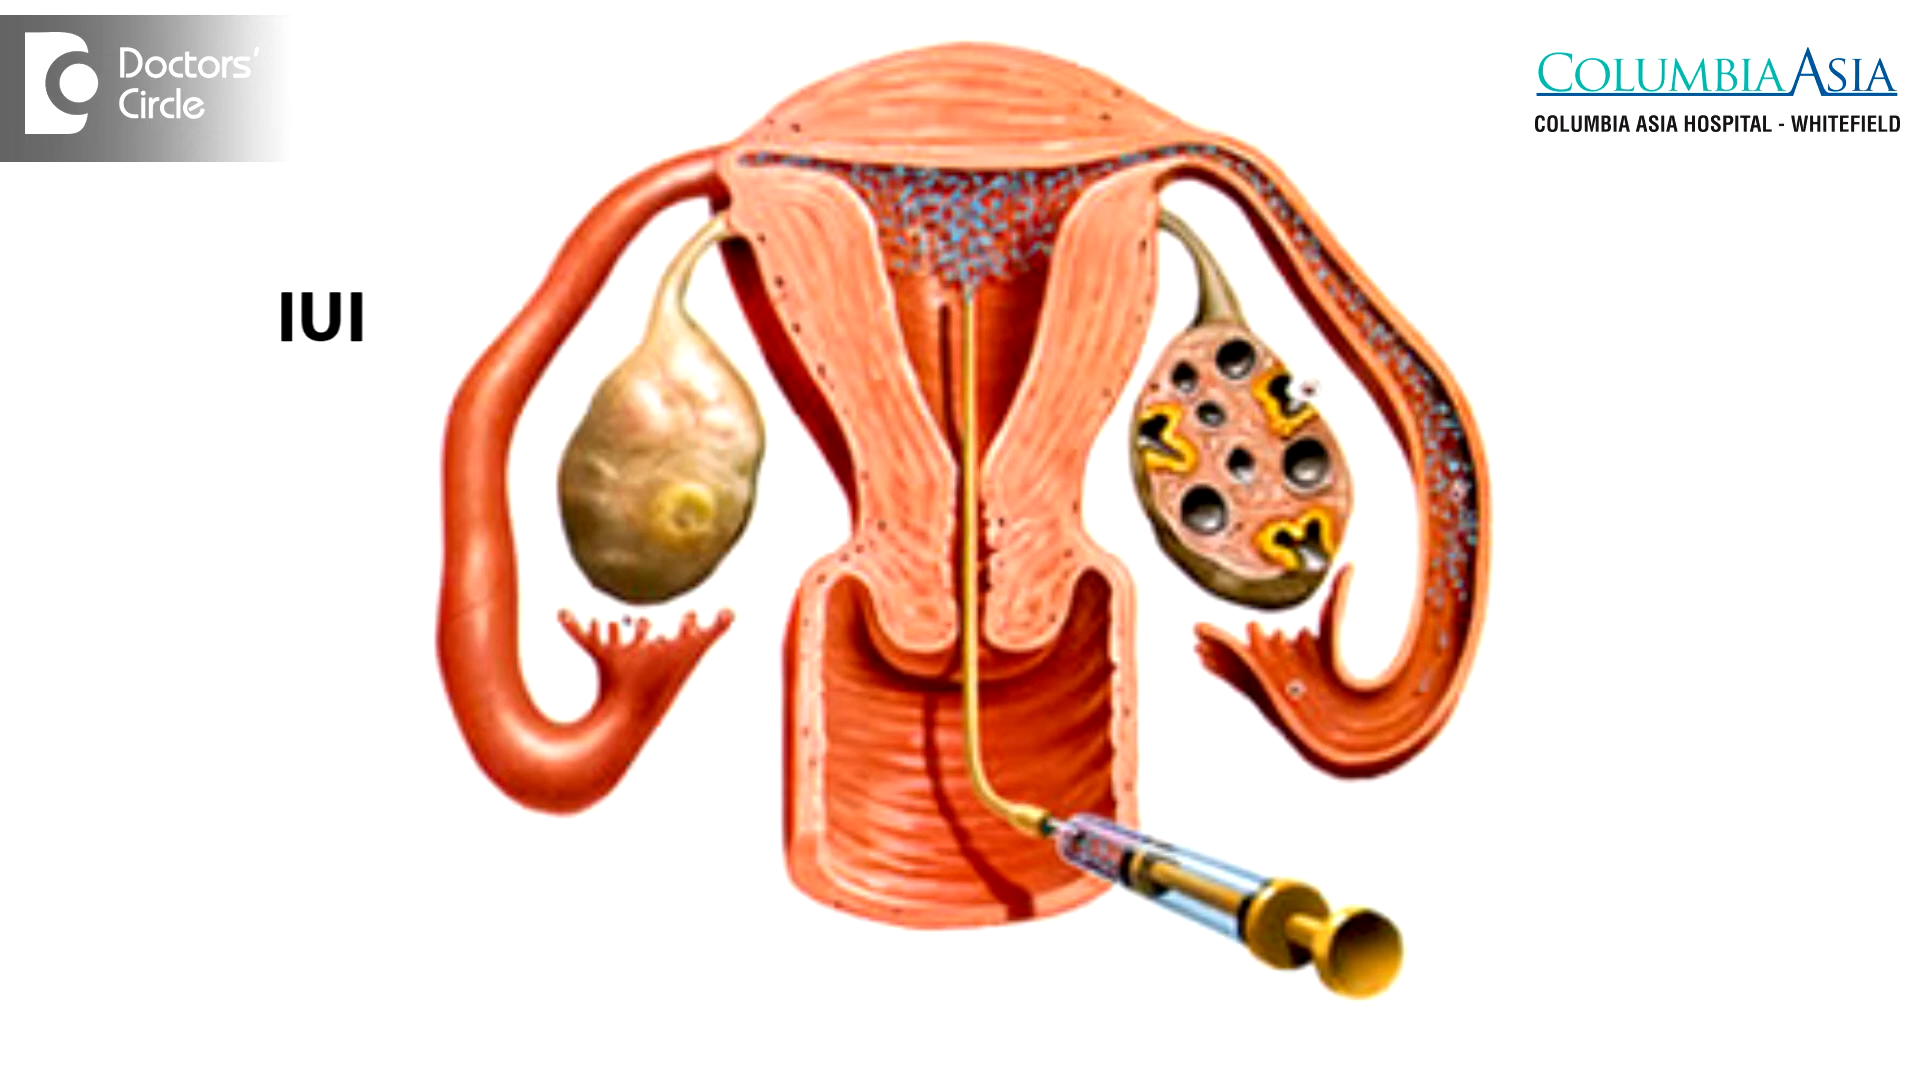 Doctors'
Circle
COLUMBIA ASIA
COLUMBIA ASIA HOSPITAL - WHITEFIELD
IUI